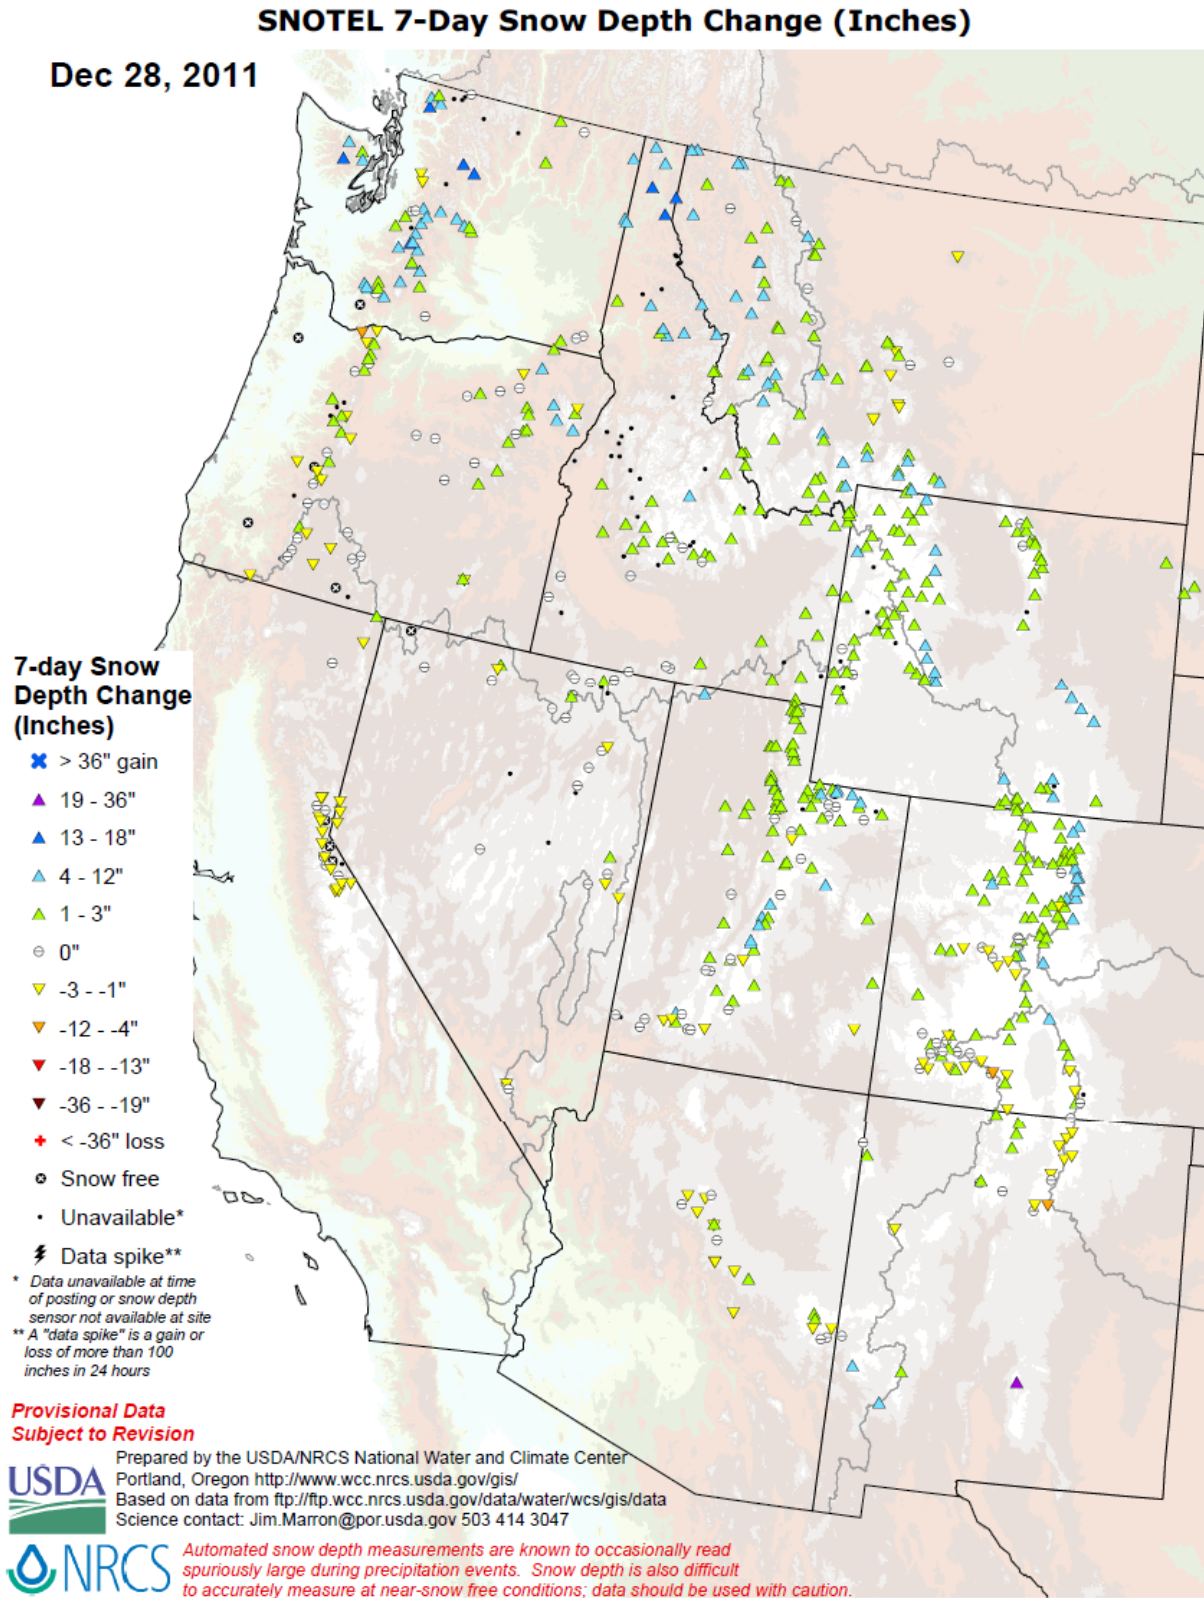 SNOTEL 7-Day Snow Depth Change (Inches)
Dec 28, 2011
7-day Snow
Depth Change
(Inches)
> 36" gain
19 - 36"
13 - 18"
4 - 12"
1 - 3"
0"
-3 - -1"
-12 - -4"
-18 - -13"
-36 - -19"
< -36" loss
Snow free
Unavailable*
Data spike**
* Data unavailable at time
of posting or snow depth
sensor not available at site
** A "data spike" is a gain or
loss of more than 100
inches in 24 hours
Provisional Data
Subject to Revision
USDA
Prepared by the USDA/NRCS National Water and Climate Center
Portland, Oregon http://www.wcc.nrcs.usda.gov/gis/
Based on data from ftp://ftp.wcc.nrcs.usda.gov/data/water/wcs/gis/data
Science contact: Jim.Marron@por.usda.gov 503 414 3047
NRCS
Automated snow depth measurements are known to occasionally read
spuriously large during precipitation events. Snow depth is also difficult
to accurately measure at near-snow free conditions; data should be used with caution.